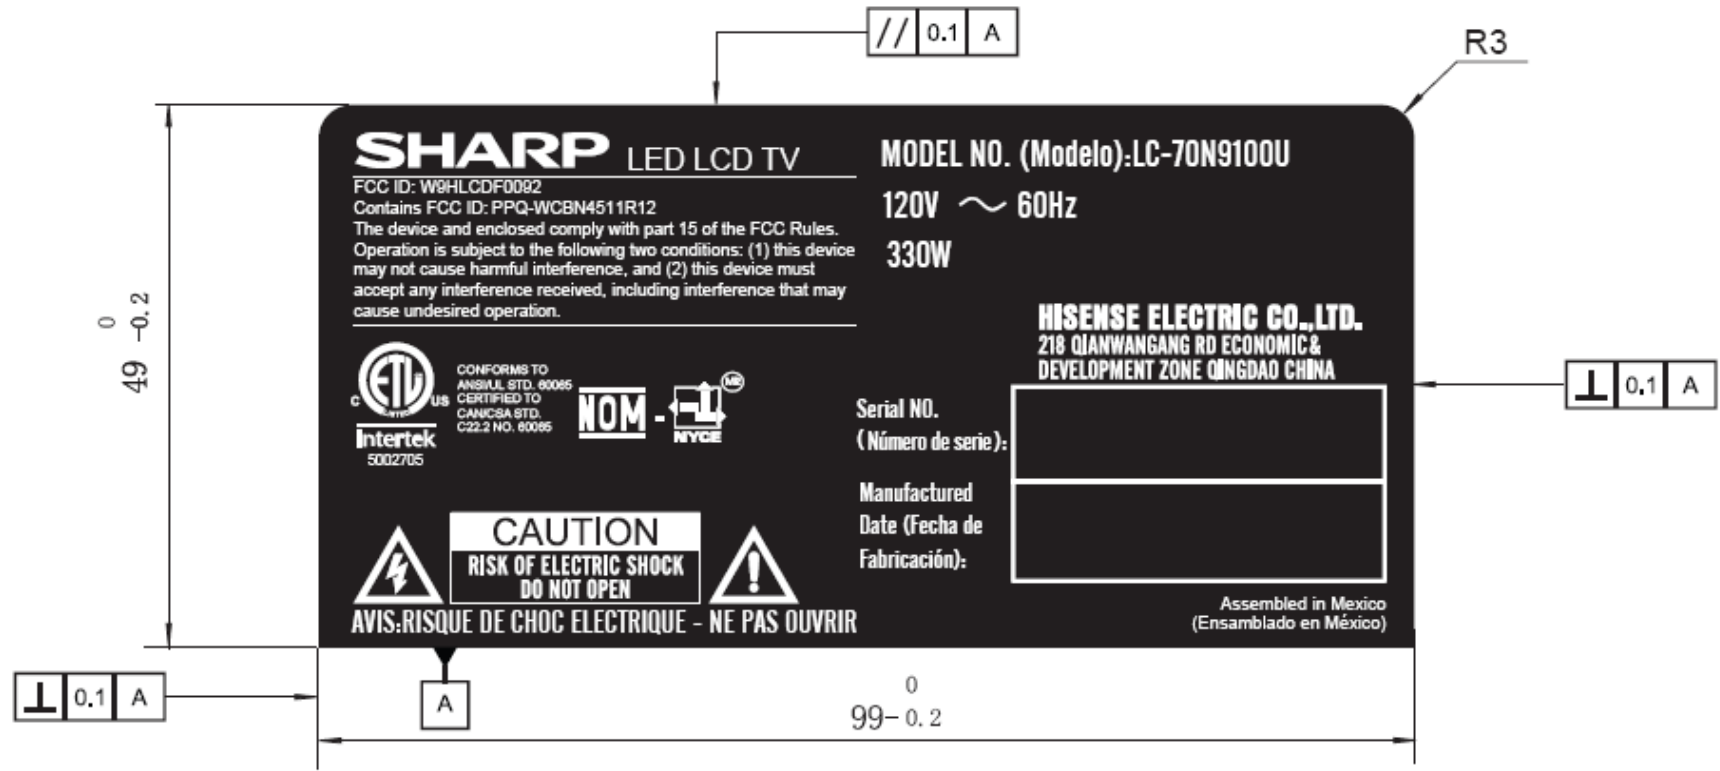 // 0.1 A
R3
SHARP LED LCD TV
FCC ID: W9HLCDF0092
Contains FCC ID: PPQ-WCBN4511R12
The device and enclosed comply with part 15 of the FCC Rules.
Operation is subject to the following two conditions: (1) this device
may not cause harmful interference, and (2) this device must
accept any interference received, including interference that may
cause undesired operation.
MODEL NO. (Modelo):LC-70N9100U
120V ~ 60Hz
330W
HISENSE ELECTRIC CO.,LTD.
218 QIANWANGANG RD ECONOMIC&
DEVELOPMENT ZONE QINGDAO CHINA
0
49 -0.2
C ETL US
LISTED
Intertek
5002705
CONFORMS TO
ANSI/UL STD. 60065
CERTIFIED TO
CAN/CSA STD.
C22.2 NO. 60065
NOM - NYCE
MR
Serial NO.
(Número de serie):
Manufactured
Date (Fecha de
Fabricación):
⊥ 0.1 A
CAUTION
RISK OF ELECTRIC SHOCK
DO NOT OPEN
AVIS:RISQUE DE CHOC ELECTRIQUE - NE PAS OUVRIR
Assembled in Mexico
(Ensamblado en México)
⊥ 0.1 A
A
0
99-0.2